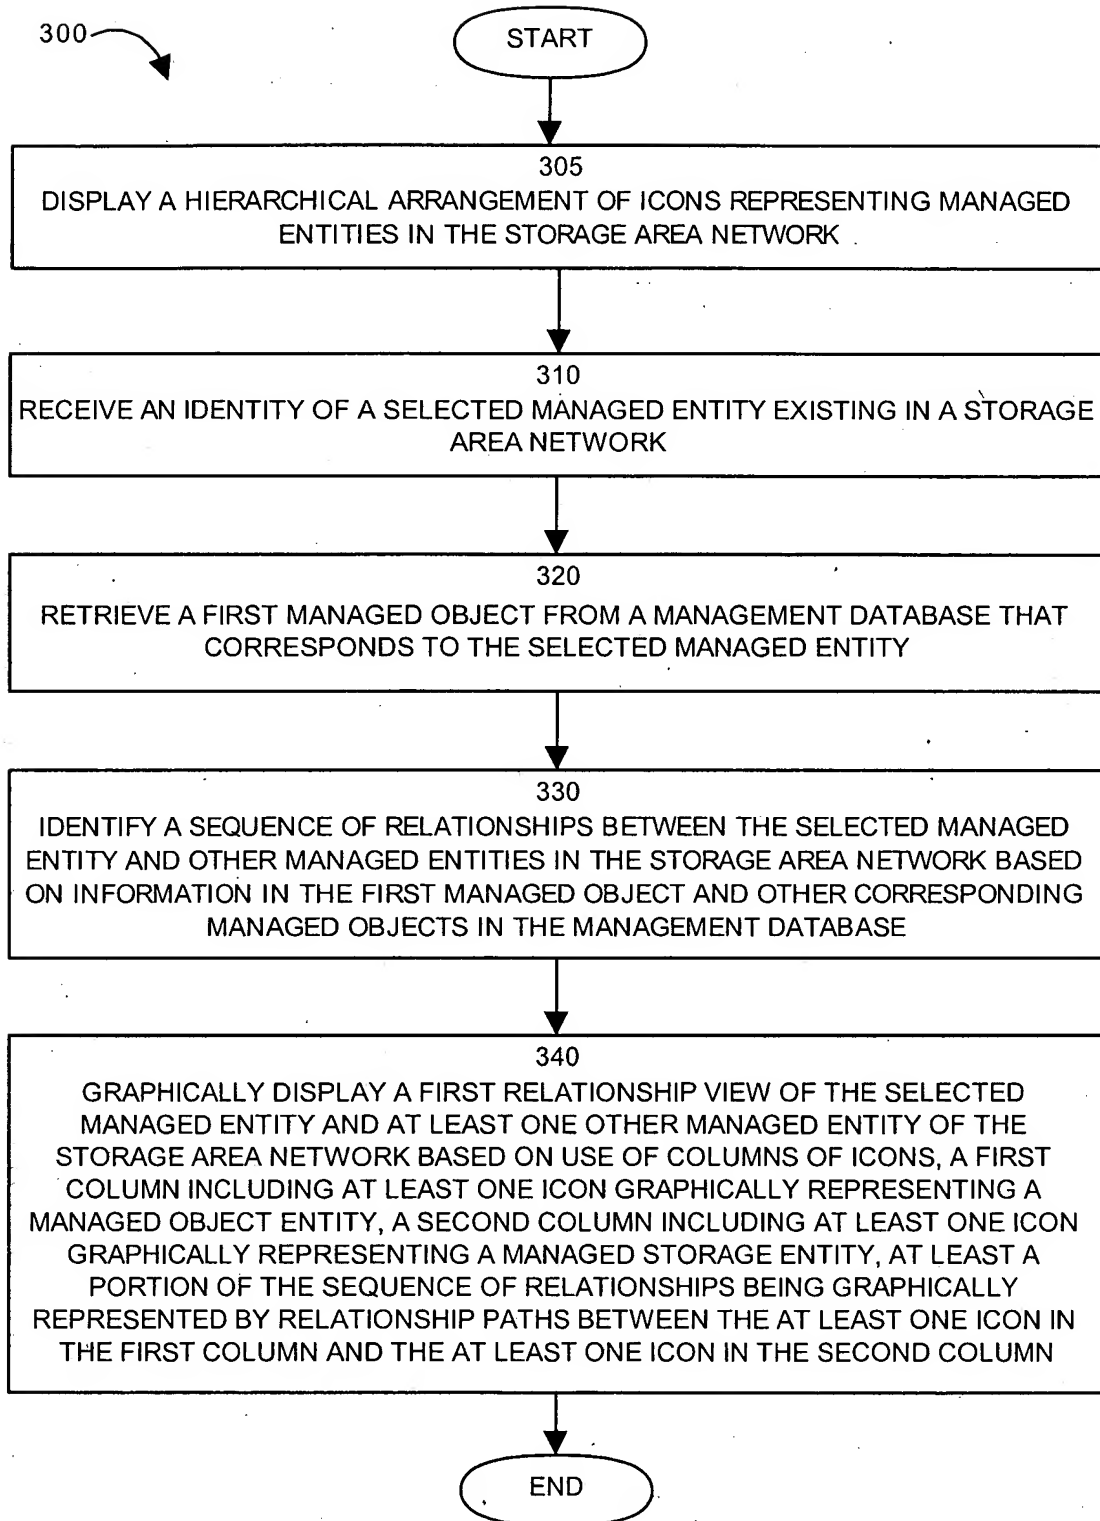 300
START
305
DISPLAY A HIERARCHICAL ARRANGEMENT OF ICONS REPRESENTING MANAGED
ENTITIES IN THE STORAGE AREA NETWORK
310
RECEIVE AN IDENTITY OF A SELECTED MANAGED ENTITY EXISTING IN A STORAGE
AREA NETWORK
320
RETRIEVE A FIRST MANAGED OBJECT FROM A MANAGEMENT DATABASE THAT
CORRESPONDS TO THE SELECTED MANAGED ENTITY
330
IDENTIFY A SEQUENCE OF RELATIONSHIPS BETWEEN THE SELECTED MANAGED
ENTITY AND OTHER MANAGED ENTITIES IN THE STORAGE AREA NETWORK BASED
ON INFORMATION IN THE FIRST MANAGED OBJECT AND OTHER CORRESPONDING
MANAGED OBJECTS IN THE MANAGEMENT DATABASE
340
GRAPHICALLY DISPLAY A FIRST RELATIONSHIP VIEW OF THE SELECTED
MANAGED ENTITY AND AT LEAST ONE OTHER MANAGED ENTITY OF THE
STORAGE AREA NETWORK BASED ON USE OF COLUMNS OF ICONS, A FIRST
COLUMN INCLUDING AT LEAST ONE ICON GRAPHICALLY REPRESENTING A
MANAGED OBJECT ENTITY, A SECOND COLUMN INCLUDING AT LEAST ONE ICON
GRAPHICALLY REPRESENTING A MANAGED STORAGE ENTITY, AT LEAST A
PORTION OF THE SEQUENCE OF RELATIONSHIPS BEING GRAPHICALLY
REPRESENTED BY RELATIONSHIP PATHS BETWEEN THE AT LEAST ONE ICON IN
THE FIRST COLUMN AND THE AT LEAST ONE ICON IN THE SECOND COLUMN
END